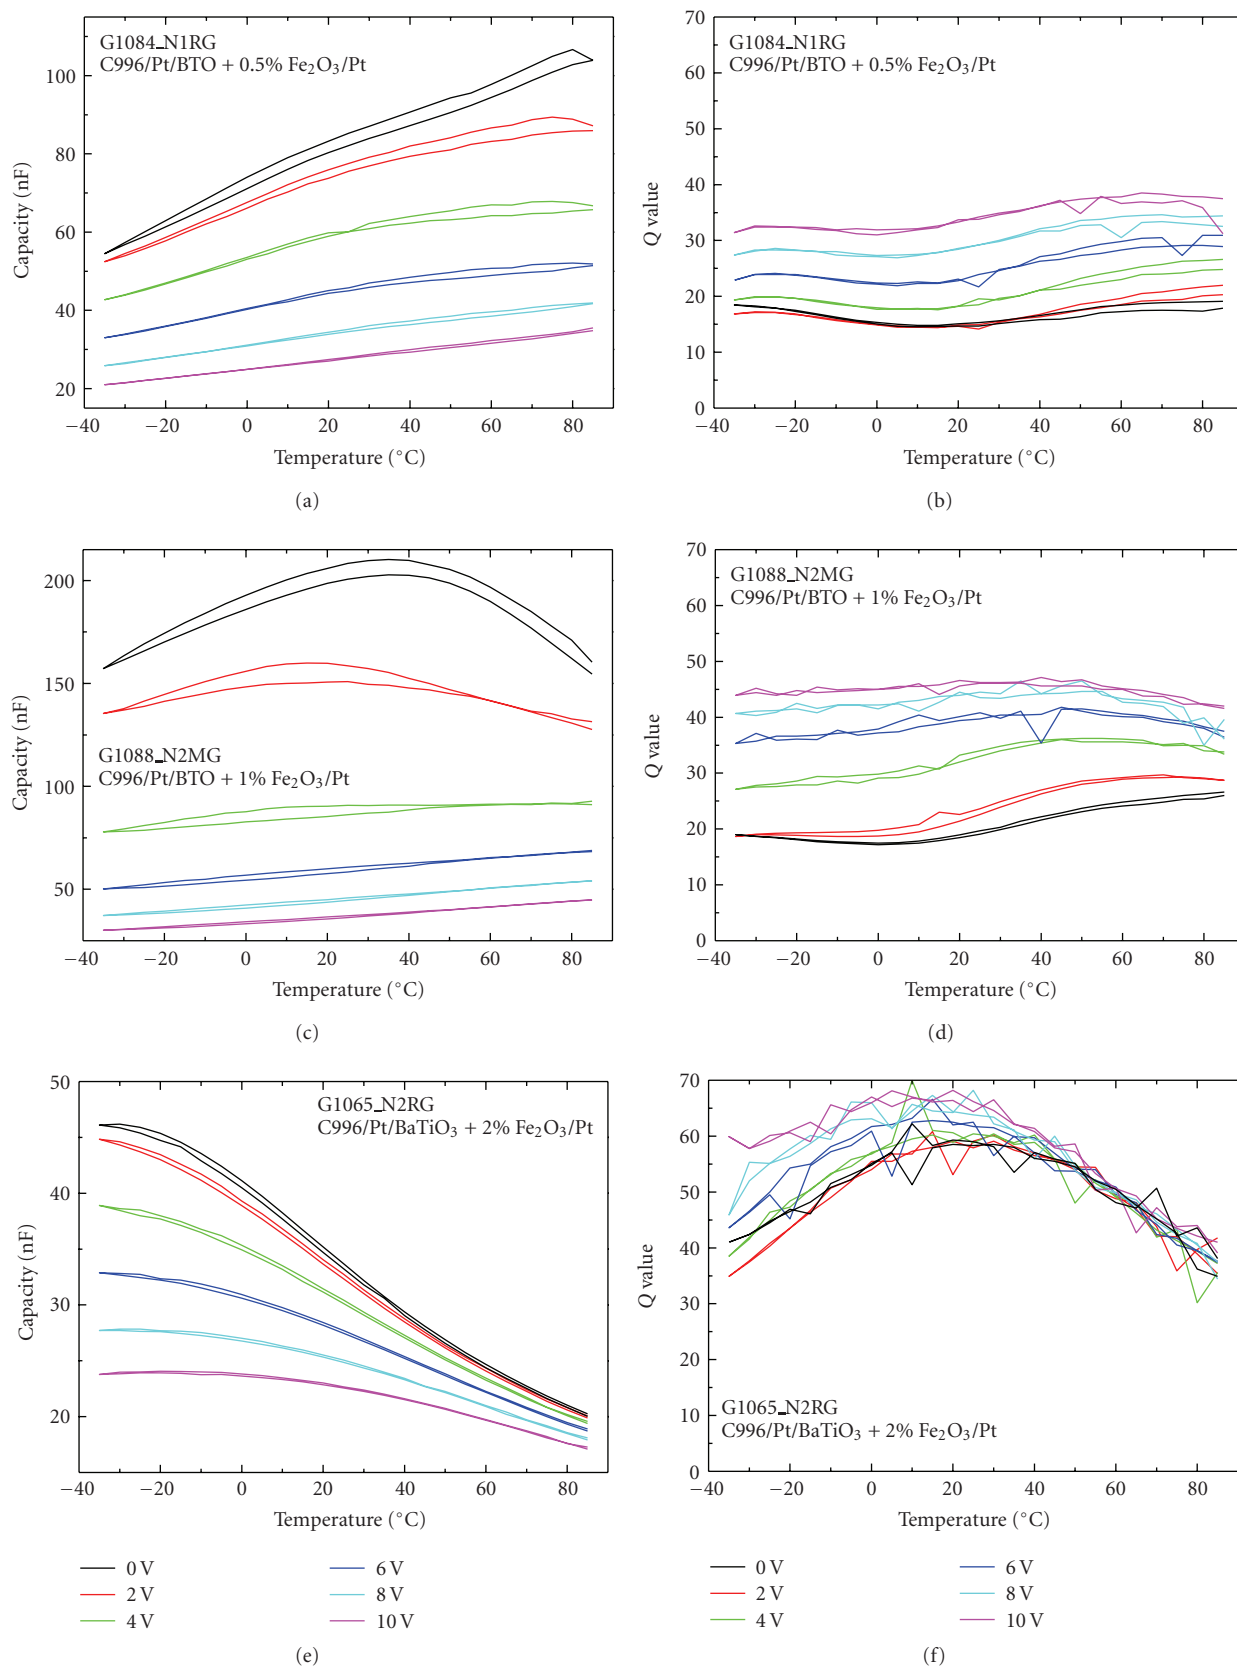 G1084_N1RG
C996/Pt/BTO + 0.5% Fe₂O₃/Pt
Capacity (nF)
100
80
60
40
20
−40 −20 0 20 40 60 80
Temperature (°C)
(a)
G1084_N1RG
C996/Pt/BTO + 0.5% Fe₂O₃/Pt
Q value
70
60
50
40
30
20
10
0
−40 −20 0 20 40 60 80
Temperature (°C)
(b)
G1088_N2MG
C996/Pt/BTO + 1% Fe₂O₃/Pt
Capacity (nF)
200
150
100
50
−40 −20 0 20 40 60 80
Temperature (°C)
(c)
G1088_N2MG
C996/Pt/BTO + 1% Fe₂O₃/Pt
Q value
70
60
50
40
30
20
10
0
−40 −20 0 20 40 60 80
Temperature (°C)
(d)
G1065_N2RG
C996/Pt/BaTiO₃ + 2% Fe₂O₃/Pt
Capacity (nF)
50
40
30
20
−40 −20 0 20 40 60 80
Temperature (°C)
0 V
2 V
4 V
6 V
8 V
10 V
(e)
G1065_N2RG
C996/Pt/BaTiO₃ + 2% Fe₂O₃/Pt
Q value
70
60
50
40
30
20
10
0
−40 −20 0 20 40 60 80
Temperature (°C)
0 V
2 V
4 V
6 V
8 V
10 V
(f)